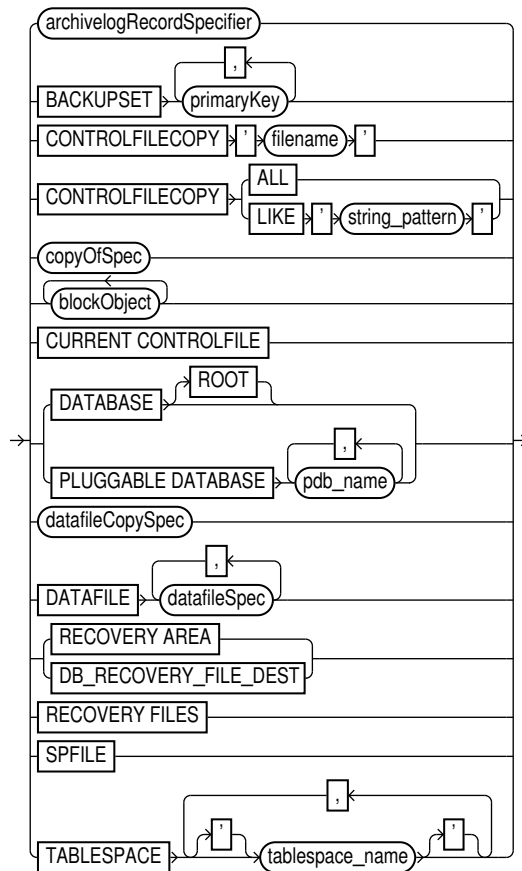 archivelogRecordSpecifier
,
BACKUPSET primaryKey
CONTROLFILECOPY ’ filename ’
ALL
CONTROLFILECOPY
LIKE ’ string_pattern ’
copyOfSpec
blockObject
CURRENT CONTROLFILE
ROOT
DATABASE
,
PLUGGABLE DATABASE pdb_name
datafileCopySpec
,
DATAFILE datafileSpec
RECOVERY AREA
DB_RECOVERY_FILE_DEST
RECOVERY FILES
SPFILE
,
’ ’
TABLESPACE tablespace_name